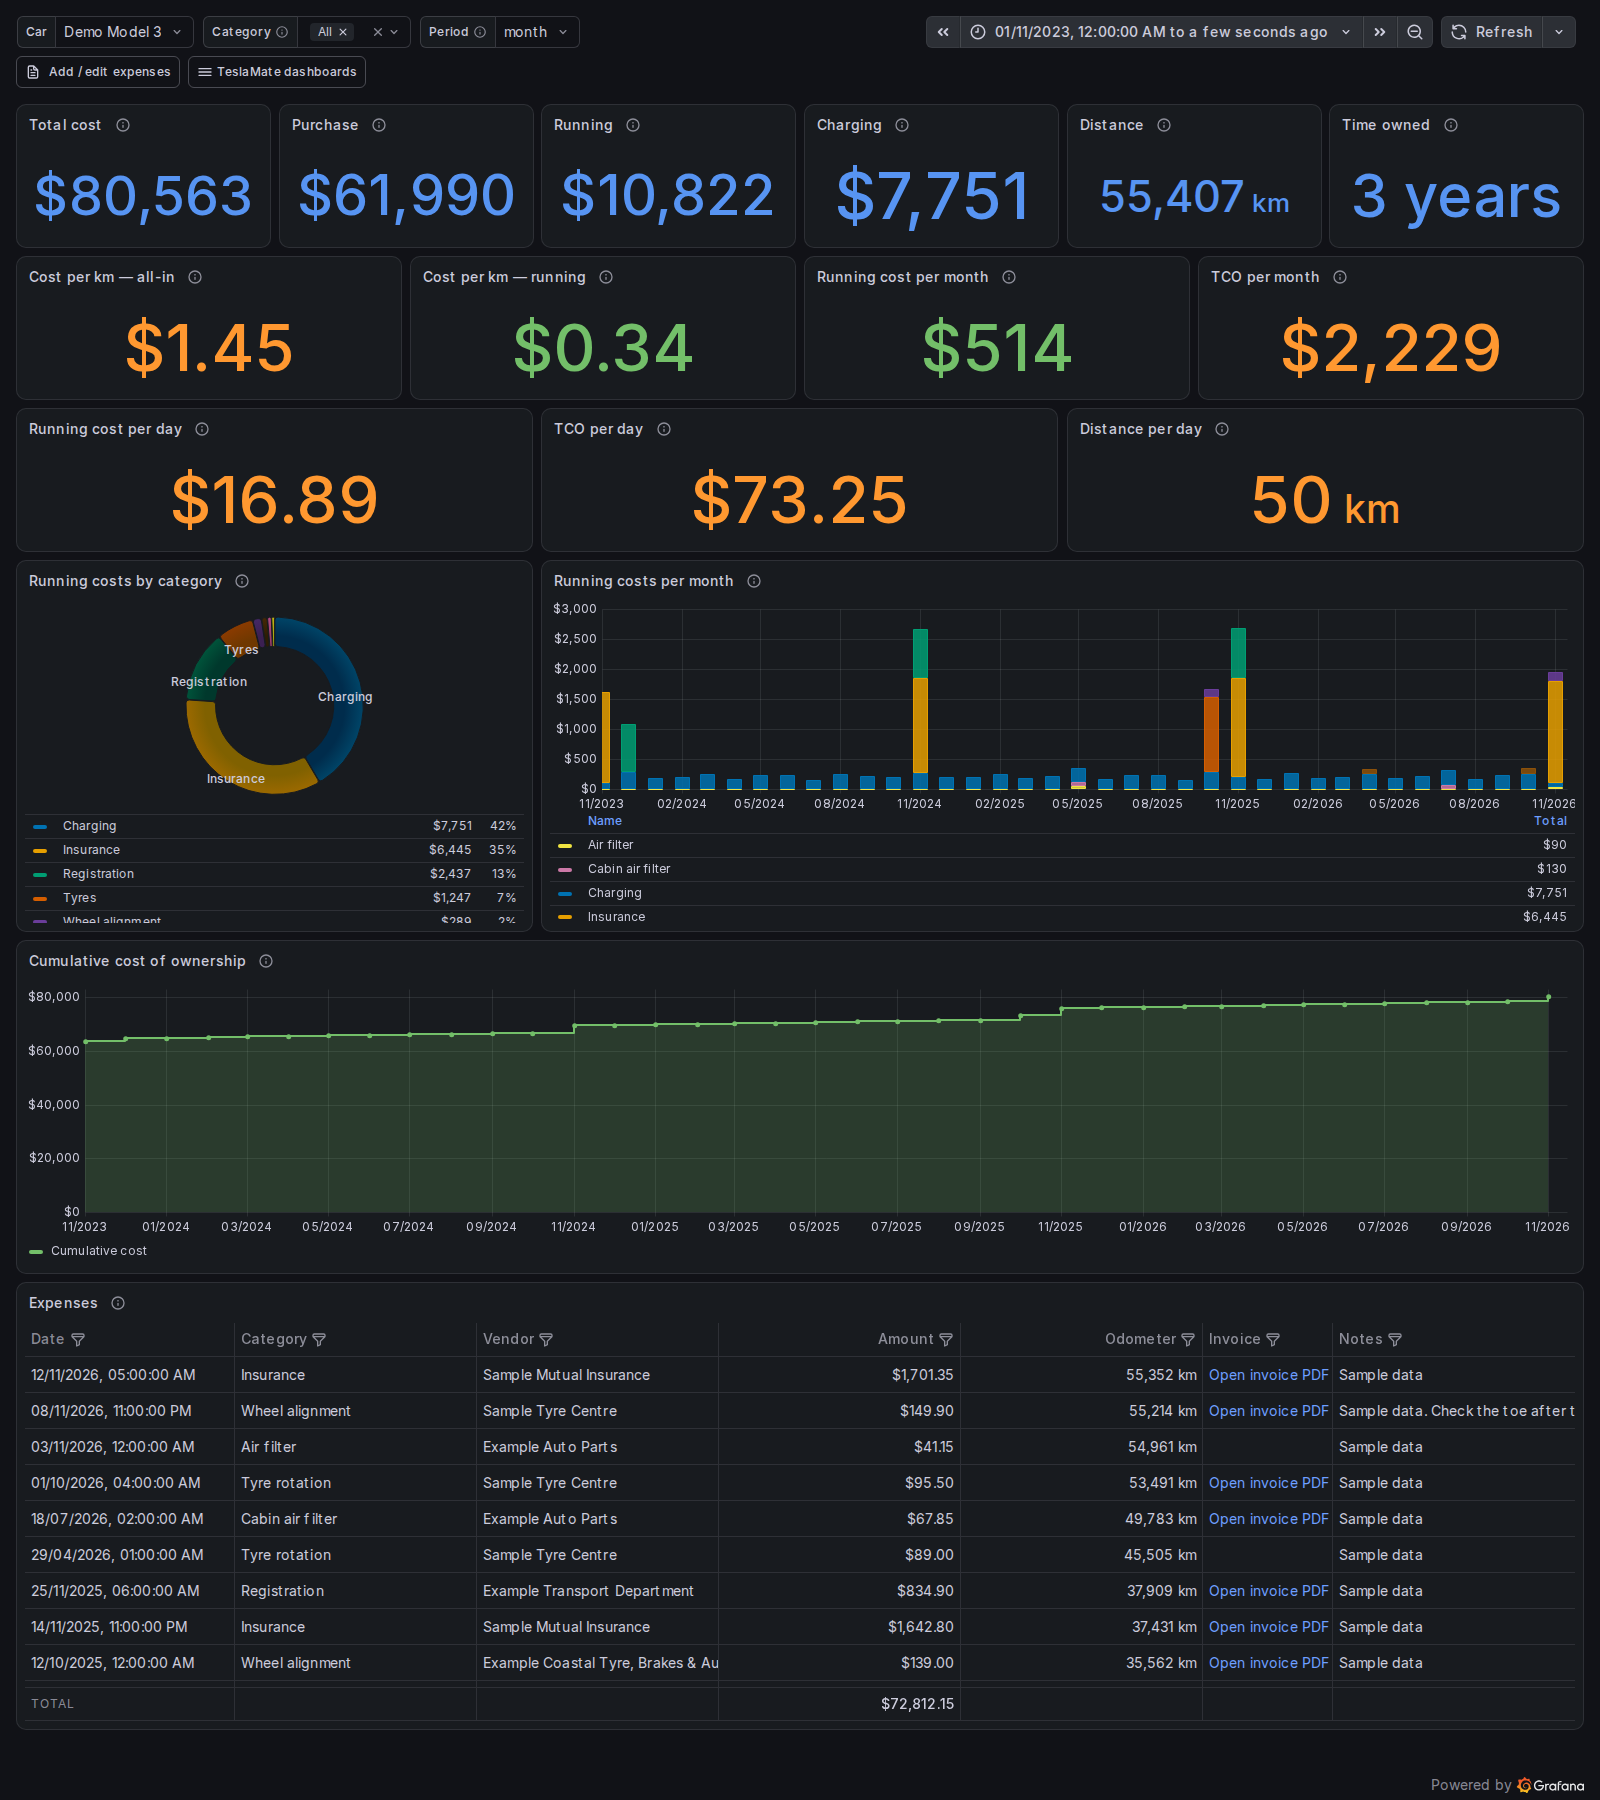 Car Demo Model 3 Category All Period month 01/11/2023, 12:00:00 AM to a few seconds ago Refresh
Add / edit expenses TeslaMate dashboards
Total cost Purchase Running Charging Distance Time owned
$80,563 $61,990 $10,822 $7,751 55,407 km 3 years
Cost per km — all-in Cost per km — running Running cost per month TCO per month
$1.45 $0.34 $514 $2,229
Running cost per day TCO per day Distance per day
$16.89 $73.25 50 km
Running costs by category
Tyres
Registration
Charging
Insurance
Charging $7,751 42%
Insurance $6,445 35%
Registration $2,437 13%
Tyres $1,247 7%
Wheel alignment $289 2%
Running costs per month
$3,000
$2,500
$2,000
$1,500
$1,000
$500
$0
11/2023 02/2024 05/2024 08/2024 11/2024 02/2025 05/2025 08/2025 11/2025 02/2026 05/2026 08/2026 11/2026
Name Total
Air filter $90
Cabin air filter $130
Charging $7,751
Insurance $6,445
Cumulative cost of ownership
$80,000
$60,000
$40,000
$20,000
$0
11/2023 01/2024 03/2024 05/2024 07/2024 09/2024 11/2024 01/2025 03/2025 05/2025 07/2025 09/2025 11/2025 01/2026 03/2026 05/2026 07/2026 09/2026 11/2026
Cumulative cost
Expenses
Date Category Vendor Amount Odometer Invoice Notes
12/11/2026, 05:00:00 AM Insurance Sample Mutual Insurance $1,701.35 55,352 km Open invoice PDF Sample data
08/11/2026, 11:00:00 PM Wheel alignment Sample Tyre Centre $149.90 55,214 km Open invoice PDF Sample data. Check the toe after t
03/11/2026, 12:00:00 AM Air filter Example Auto Parts $41.15 54,961 km Sample data
01/10/2026, 04:00:00 AM Tyre rotation Sample Tyre Centre $95.50 53,491 km Open invoice PDF Sample data
18/07/2026, 02:00:00 AM Cabin air filter Example Auto Parts $67.85 49,783 km Open invoice PDF Sample data
29/04/2026, 01:00:00 AM Tyre rotation Sample Tyre Centre $89.00 45,505 km Sample data
25/11/2025, 06:00:00 AM Registration Example Transport Department $834.90 37,909 km Open invoice PDF Sample data
14/11/2025, 11:00:00 PM Insurance Sample Mutual Insurance $1,642.80 37,431 km Open invoice PDF Sample data
12/10/2025, 12:00:00 AM Wheel alignment Example Coastal Tyre, Brakes & Au $139.00 35,562 km Open invoice PDF Sample data
TOTAL $72,812.15
Powered by Grafana